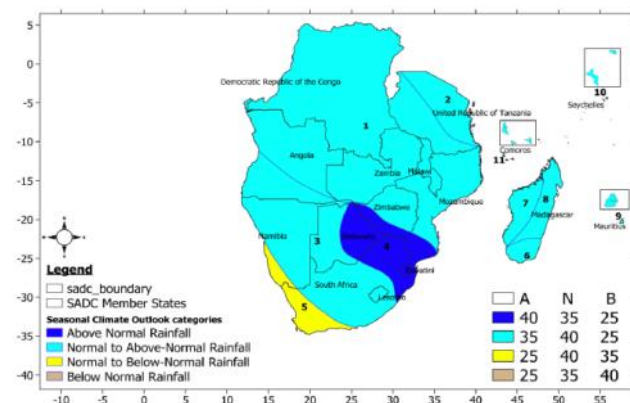 5
0
-5
-10
-15
-20
-25
-30
-35
-40
-10
-5
0
5
10
15
20
25
30
35
40
45
50
55
Democratic Republic of the Congo
1
2
United Republic of Tanzania
10
Seychelles
Comoros
11
Angola
Zambia
Malawi
Mozambique
Zimbabwe
7
8
Madagascar
9
Mauritius
Namibia
3
4
6
South Africa
Lesotho
5
Legend
sadc_boundary
SADC Member States
Seasonal Climate Outlook categories
Above Normal Rainfall
Normal to Above-Normal Rainfall
Normal to Below-Normal Rainfall
Below Normal Rainfall
A N B
40 35 25
35 40 25
25 40 35
25 35 40